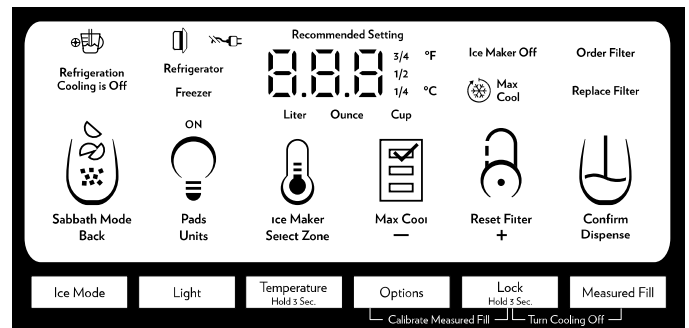 Recommended Setting
8.8.8
3/4 °F
1/2
1/4 °C
Liter Ounce Cup
Refrigeration
Cooling is Off
Refrigerator
Freezer
Ice Maker Off
Order Filter
Max
Cool
Replace Filter
ON
Sabbath Mode
Back
Pads
Units
Ice Maker
Select Zone
Max Cool
–
Reset Filter
+
Confirm
Dispense
Ice Mode
Light
Temperature
Hold 3 Sec.
Options
Lock
Hold 3 Sec.
Measured Fill
Calibrate Measured Fill
Turn Cooling Off